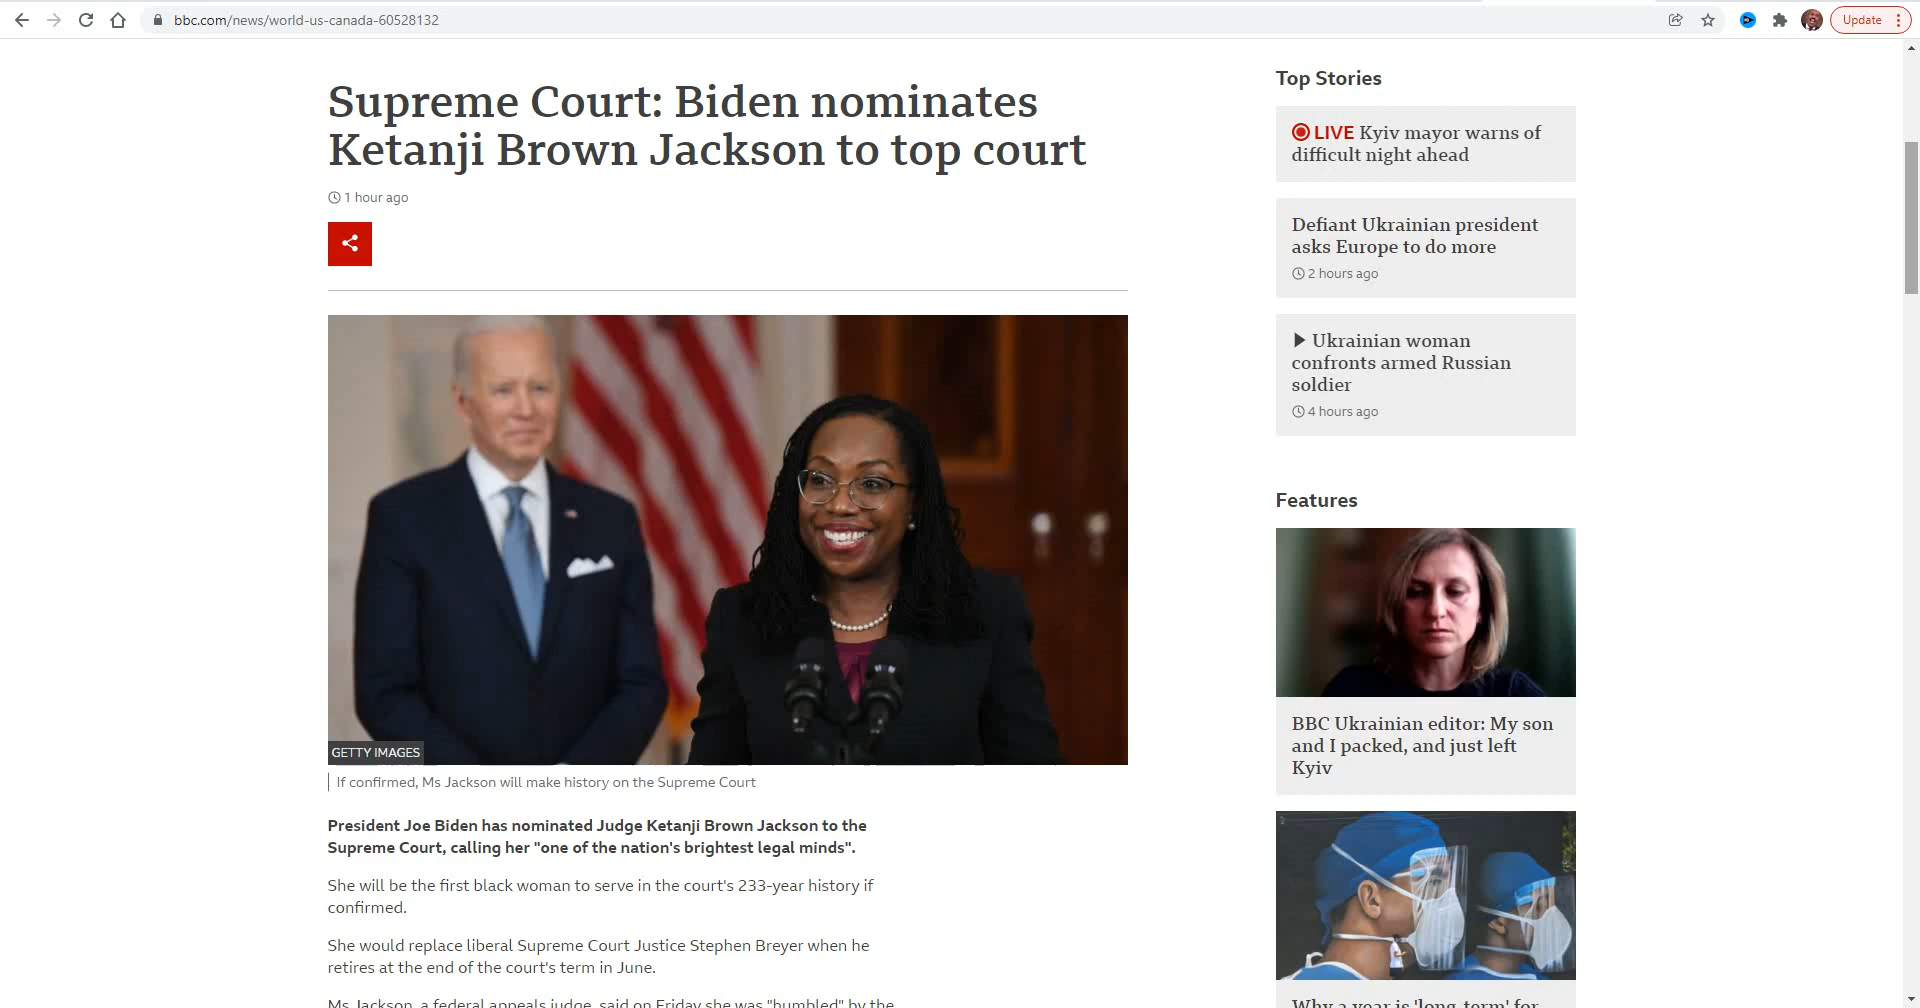 bbc.com/news/world-us-canada-60528132
Update
Supreme Court: Biden nominates
Ketanji Brown Jackson to top court
1 hour ago
GETTY IMAGES
If confirmed, Ms Jackson will make history on the Supreme Court
President Joe Biden has nominated Judge Ketanji Brown Jackson to the
Supreme Court, calling her "one of the nation's brightest legal minds".
She will be the first black woman to serve in the court's 233-year history if
confirmed.
She would replace liberal Supreme Court Justice Stephen Breyer when he
retires at the end of the court's term in June.
Ms Jackson, a federal appeals judge, said on Friday she was "humbled" by the
Top Stories
LIVE Kyiv mayor warns of
difficult night ahead
Defiant Ukrainian president
asks Europe to do more
2 hours ago
Ukrainian woman
confronts armed Russian
soldier
4 hours ago
Features
BBC Ukrainian editor: My son
and I packed, and just left
Kyiv
Why a year is 'long-term' for